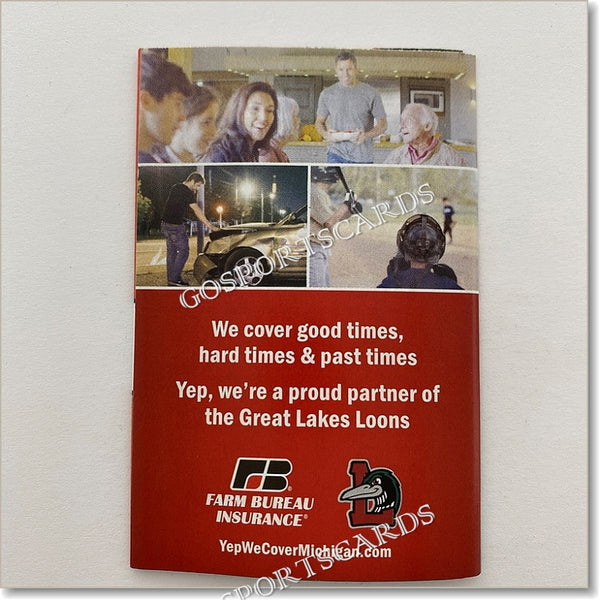 GOSPORTSCARDS
We cover good times,
hard times & past times
Yep, we're a proud partner of
the Great Lakes Loons
FB
FARM BUREAU
INSURANCE®
L
YepWeCoverMichigan.com
GOSPORTSCARDS